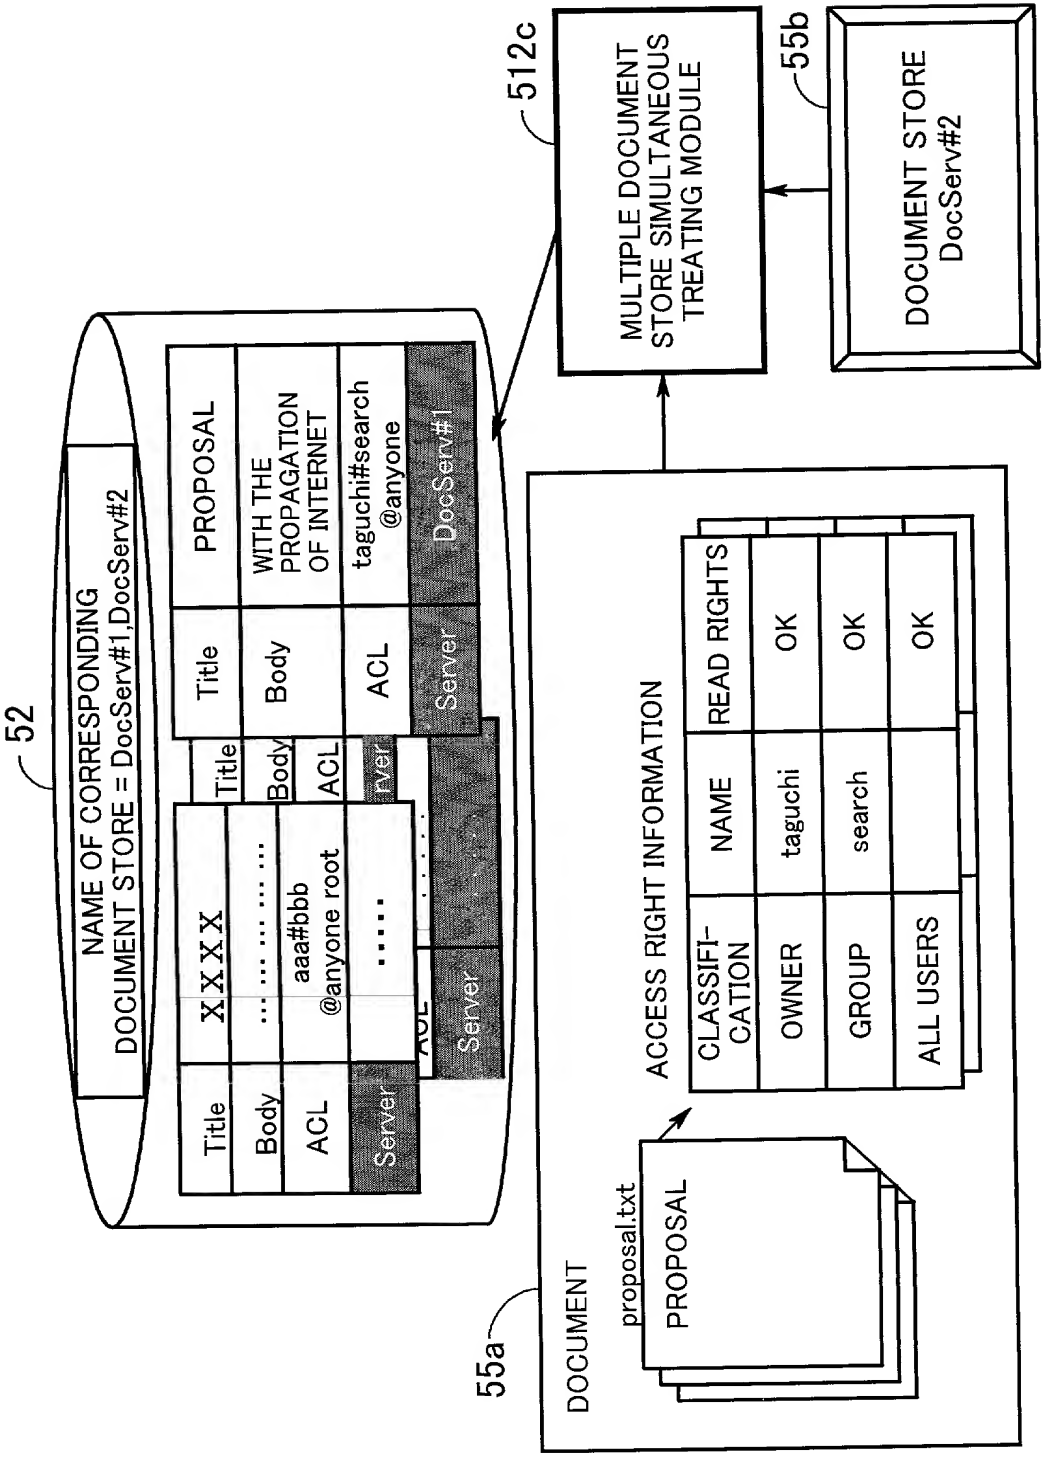 52
NAME OF CORRESPONDING
DOCUMENT STORE = DocServ#1,DocServ#2
Title
XXXX
Body
... ... ... ...
ACL
aaa#bbb
@anyone root
Server
.....
ACL
Server
Title
Body
ACL
rver
Title
PROPOSAL
Body
WITH THE
PROPAGATION
OF INTERNET
ACL
taguchi#search
@anyone
Server
DocServ#1
55a
DOCUMENT
proposal.txt
PROPOSAL
ACCESS RIGHT INFORMATION
CLASSIFI-
CATION
NAME
READ RIGHTS
OWNER
taguchi
OK
GROUP
search
OK
ALL USERS
OK
512c
MULTIPLE DOCUMENT
STORE SIMULTANEOUS
TREATING MODULE
55b
DOCUMENT STORE
DocServ#2